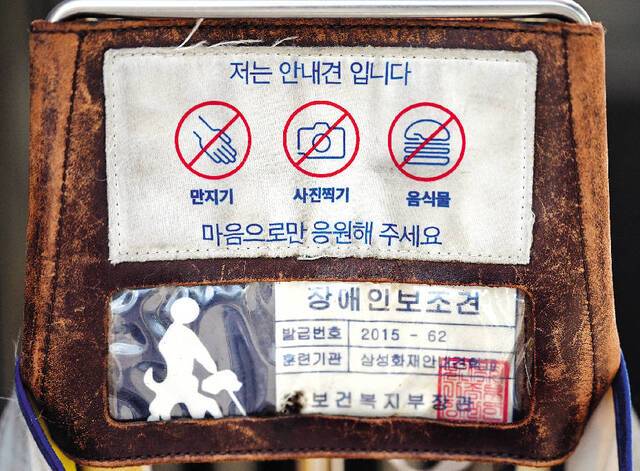 저는 안내견 입니다
만지기 사진찍기 음식물
마음으로만 응원해 주세요
장애인보조견
발급번호 2015 - 62
훈련기관 삼성화재안내견학교
보건복지부장관